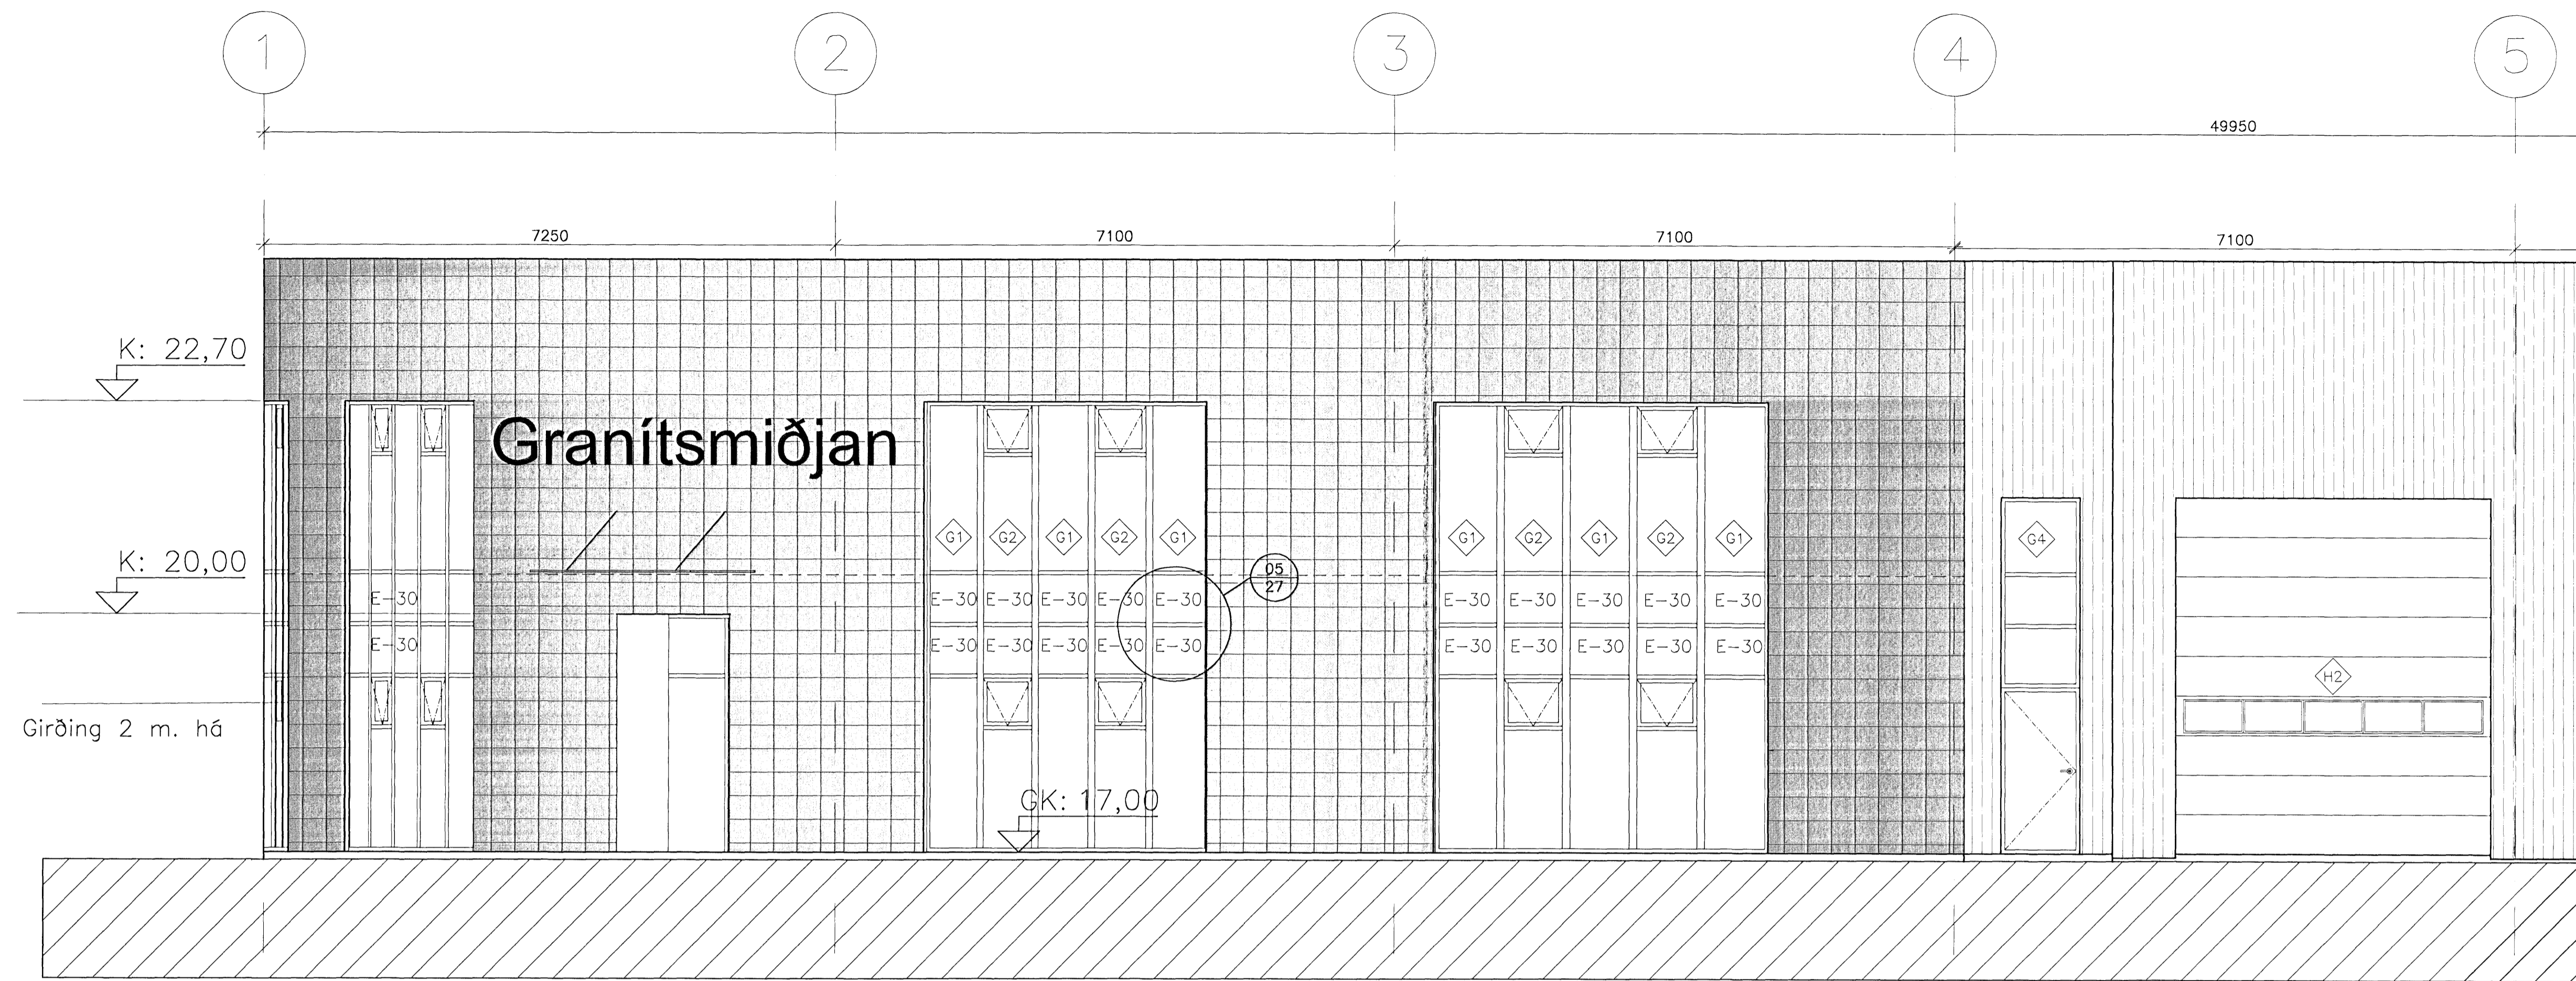 1 2 3 4 5
49950
7250 7100 7100 7100
K: 22,70
Granítsmiðjan
G1 G2 G1 G2 G1 G1 G2 G1 G2 G1 G4
K: 20,00
05
27
E-30 E-30 E-30 E-30 E-30 E-30 E-30 E-30 E-30 E-30 E-30
E-30 E-30 E-30 E-30 E-30 E-30 E-30 E-30 E-30 E-30 E-30
H2
Girðing 2 m. há
GK: 17,00